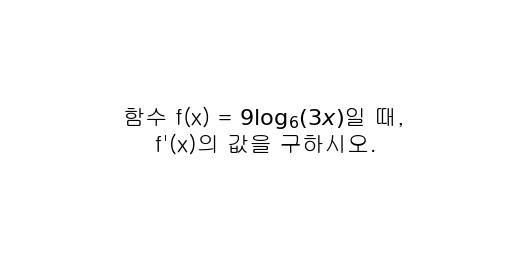 함수 f(x) = 9log₆(3x)일 때,
f'(x)의 값을 구하시오.